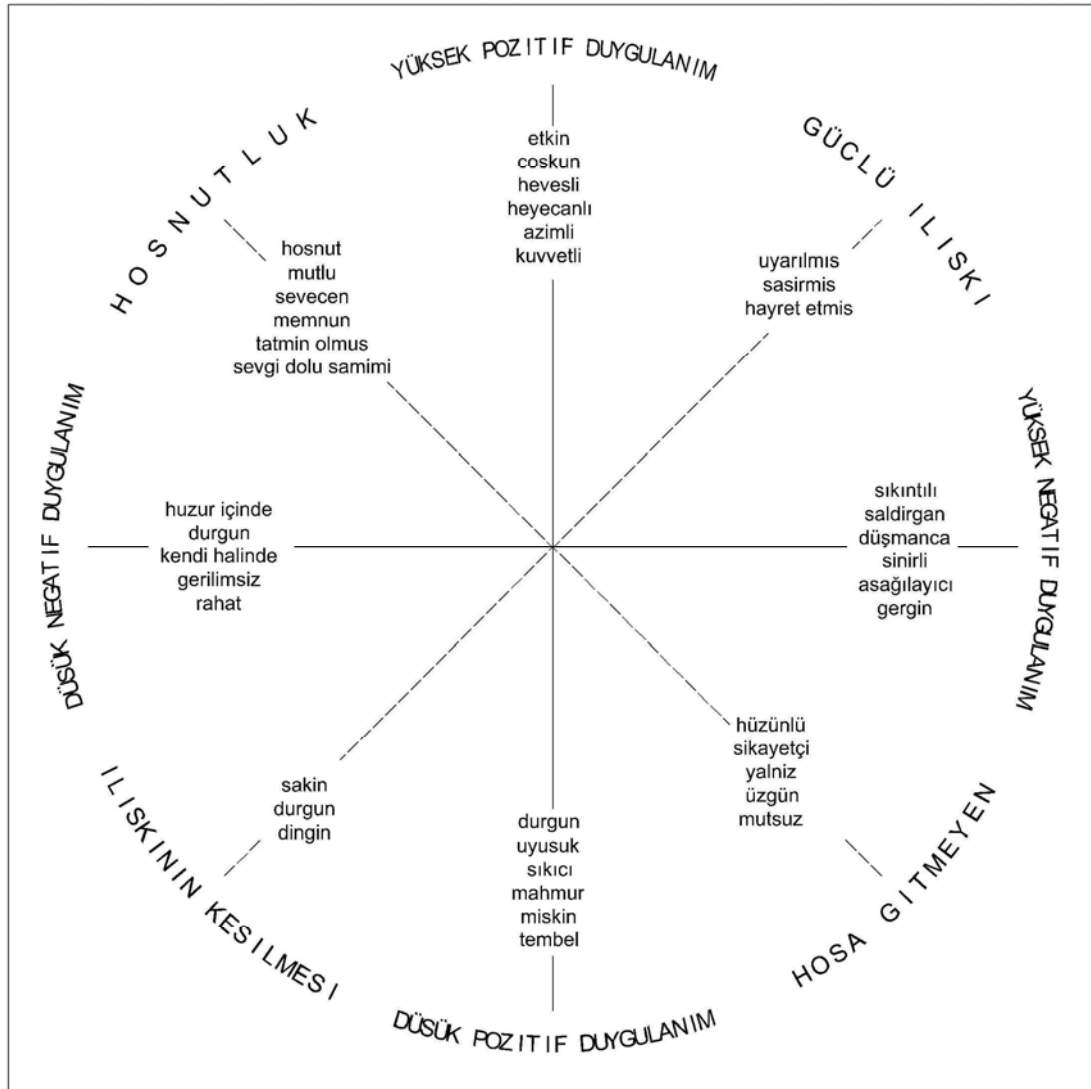 YÜKSEK POZITIF DUYGULANIM
HOSNUTLUK
GÜCLÜ ILISKI
etkin
coskun
hevesli
heyecanlı
azimli
kuvvetli
hosnut
mutlu
sevecen
memnun
tatmin olmus
sevgi dolu samimi
uyarılmıs
sasirmis
hayret etmis
DÜSÜK NEGATIF DUYGULANIM
YÜKSEK NEGATIF DUYGULANIM
huzur içinde
durgun
kendi halinde
gerilimsiz
rahat
sıkıntılı
saldirgan
düşmanca
sinirli
asağılayıcı
gergin
sakin
durgun
dingin
hüzünlü
sikayetçi
yalniz
üzgün
mutsuz
durgun
uyusuk
sıkıcı
mahmur
miskin
tembel
ILISKININ KESILMESI
HOSA GITMEYEN
DÜSÜK POZITIF DUYGULANIM